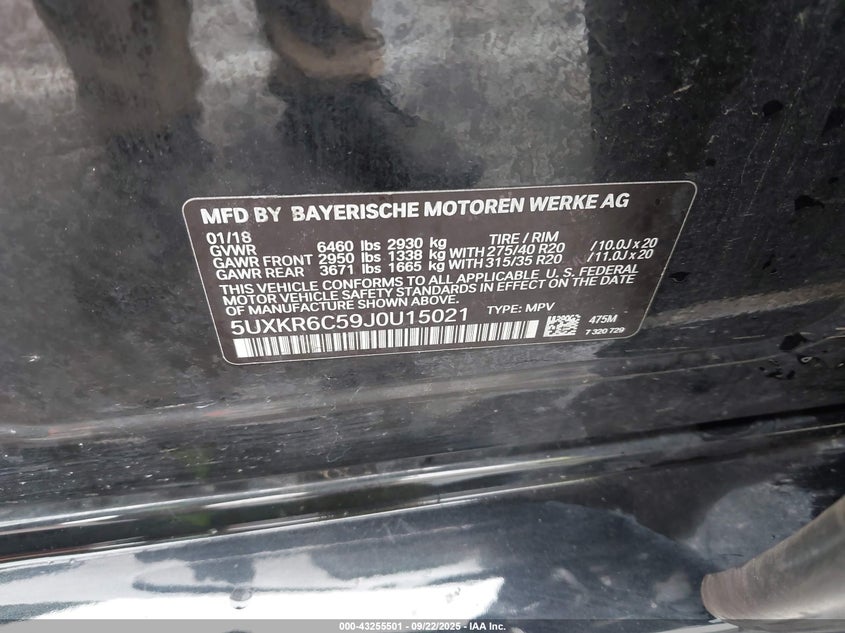 MFD BY BAYERISCHE MOTOREN WERKE AG
01/18 TIRE / RIM
GVWR 6460 lbs 2930 kg
GAWR FRONT 2950 lbs 1338 kg WITH 275/40 R20 /10.0J x 20
GAWR REAR 3671 lbs 1665 kg WITH 315/35 R20 /11.0J x 20
THIS VEHICLE CONFORMS TO ALL APPLICABLE, U. S. FEDERAL
MOTOR VEHICLE SAFETY STANDARDS IN EFFECT ON THE DATE
OF MANUFACTURE SHOWN ABOVE.
5UXKR6C59J0U15021 TYPE: MPV
475M
7 320 729
000-43255501 - 09/22/2025 - IAA Inc.